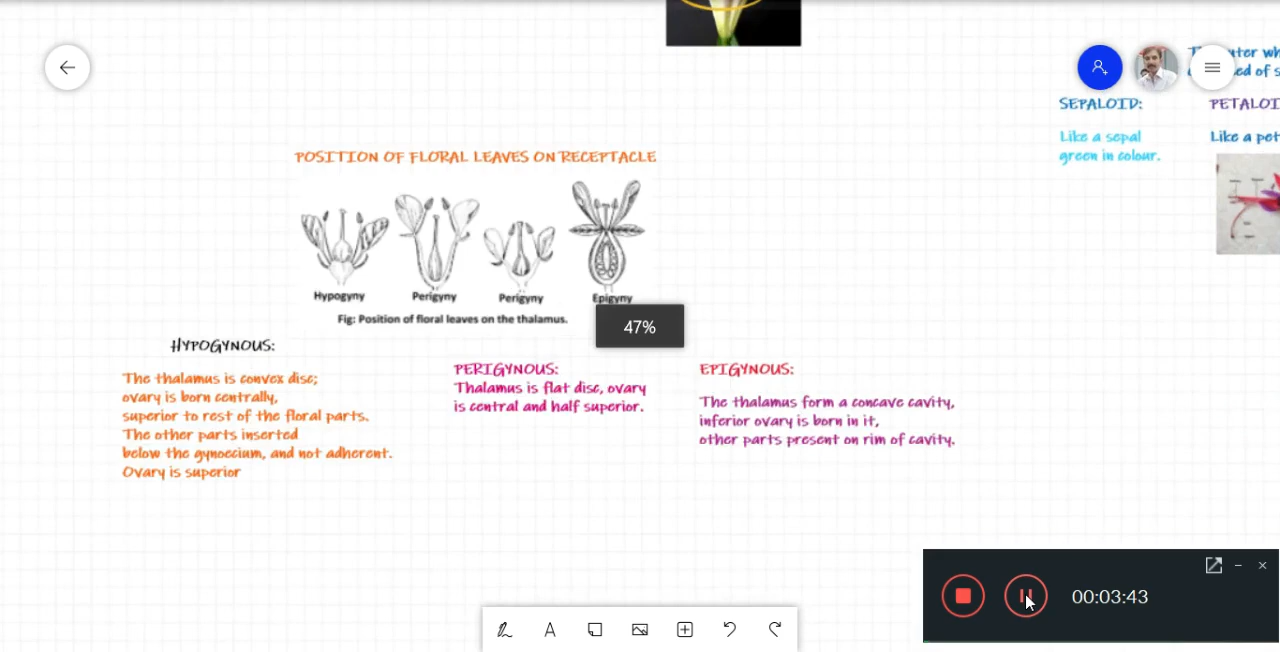 SEPALOID:
Like a sepal
green in colour.
POSITION OF FLORAL LEAVES ON RECEPTACLE
Hypogyny Perigyny Perigyny Epigyny
Fig: Position of floral leaves on the thalamus.
47%
HYPOGYNOUS:
The thalamus is convex disc;
ovary is born centrally,
superior to rest of the floral parts.
The other parts inserted
below the gynoecium, and not adherent.
Ovary is superior
PERIGYNOUS:
Thalamus is flat disc, ovary
is central and half superior.
EPIGYNOUS:
The thalamus form a concave cavity,
inferior ovary is born in it,
other parts present on rim of cavity.
00:03:43